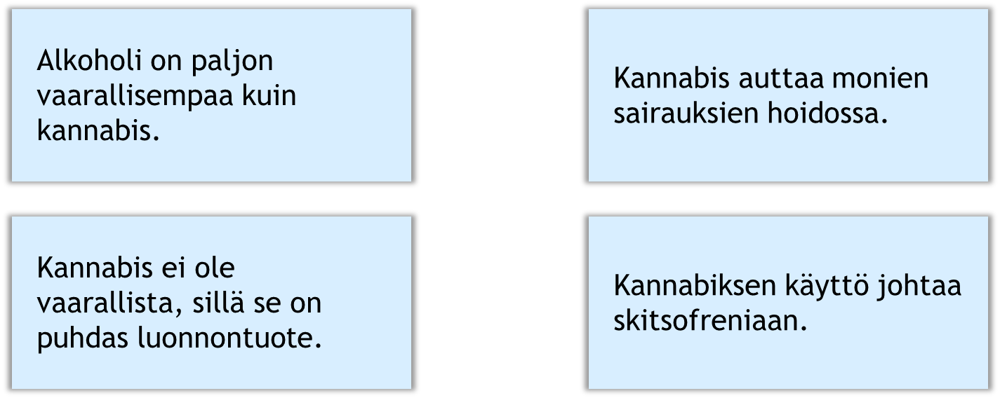 Alkoholi on paljon
vaarallisempaa kuin
kannabis.
Kannabis auttaa monien
sairauksien hoidossa.
Kannabis ei ole
vaarallista, sillä se on
puhdas luonnontuote.
Kannabiksen käyttö johtaa
skitsofreniaan.